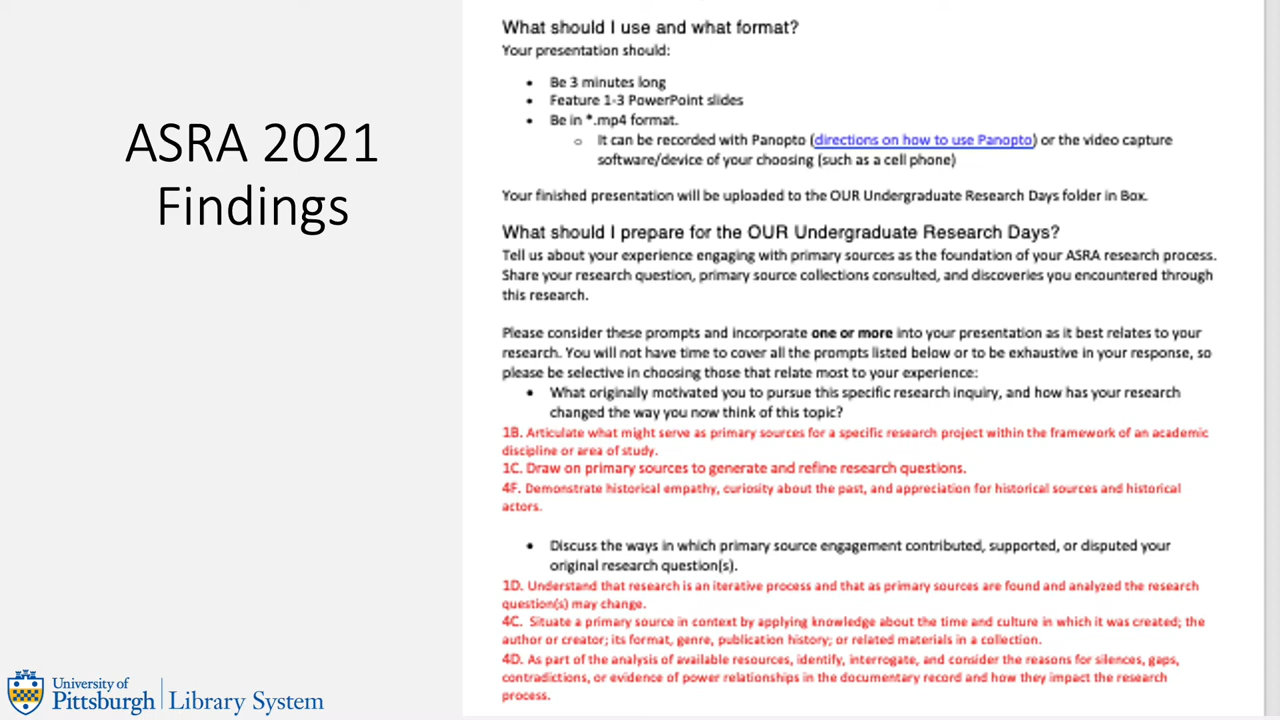 ASRA 2021
Findings
What should I use and what format?
Your presentation should:
• Be 3 minutes long
• Feature 1-3 PowerPoint slides
• Be in *.mp4 format.
o It can be recorded with Panopto (directions on how to use Panopto) or the video capture
software/device of your choosing (such as a cell phone)
Your finished presentation will be uploaded to the OUR Undergraduate Research Days folder in Box.
What should I prepare for the OUR Undergraduate Research Days?
Tell us about your experience engaging with primary sources as the foundation of your ASRA research process.
Share your research question, primary source collections consulted, and discoveries you encountered through
this research.
Please consider these prompts and incorporate one or more into your presentation as it best relates to your
research. You will not have time to cover all the prompts listed below or to be exhaustive in your response, so
please be selective in choosing those that relate most to your experience:
• What originally motivated you to pursue this specific research inquiry, and how has your research
changed the way you now think of this topic?
1B. Articulate what might serve as primary sources for a specific research project within the framework of an academic
discipline or area of study.
1C. Draw on primary sources to generate and refine research questions.
4F. Demonstrate historical empathy, curiosity about the past, and appreciation for historical sources and historical
actors.
• Discuss the ways in which primary source engagement contributed, supported, or disputed your
original research question(s).
1D. Understand that research is an iterative process and that as primary sources are found and analyzed the research
question(s) may change.
4C. Situate a primary source in context by applying knowledge about the time and culture in which it was created; the
author or creator; its format, genre, publication history; or related materials in a collection.
4D. As part of the analysis of available resources, identify, interrogate, and consider the reasons for silences, gaps,
contradictions, or evidence of power relationships in the documentary record and how they impact the research
process.
University of
Pittsburgh
Library System